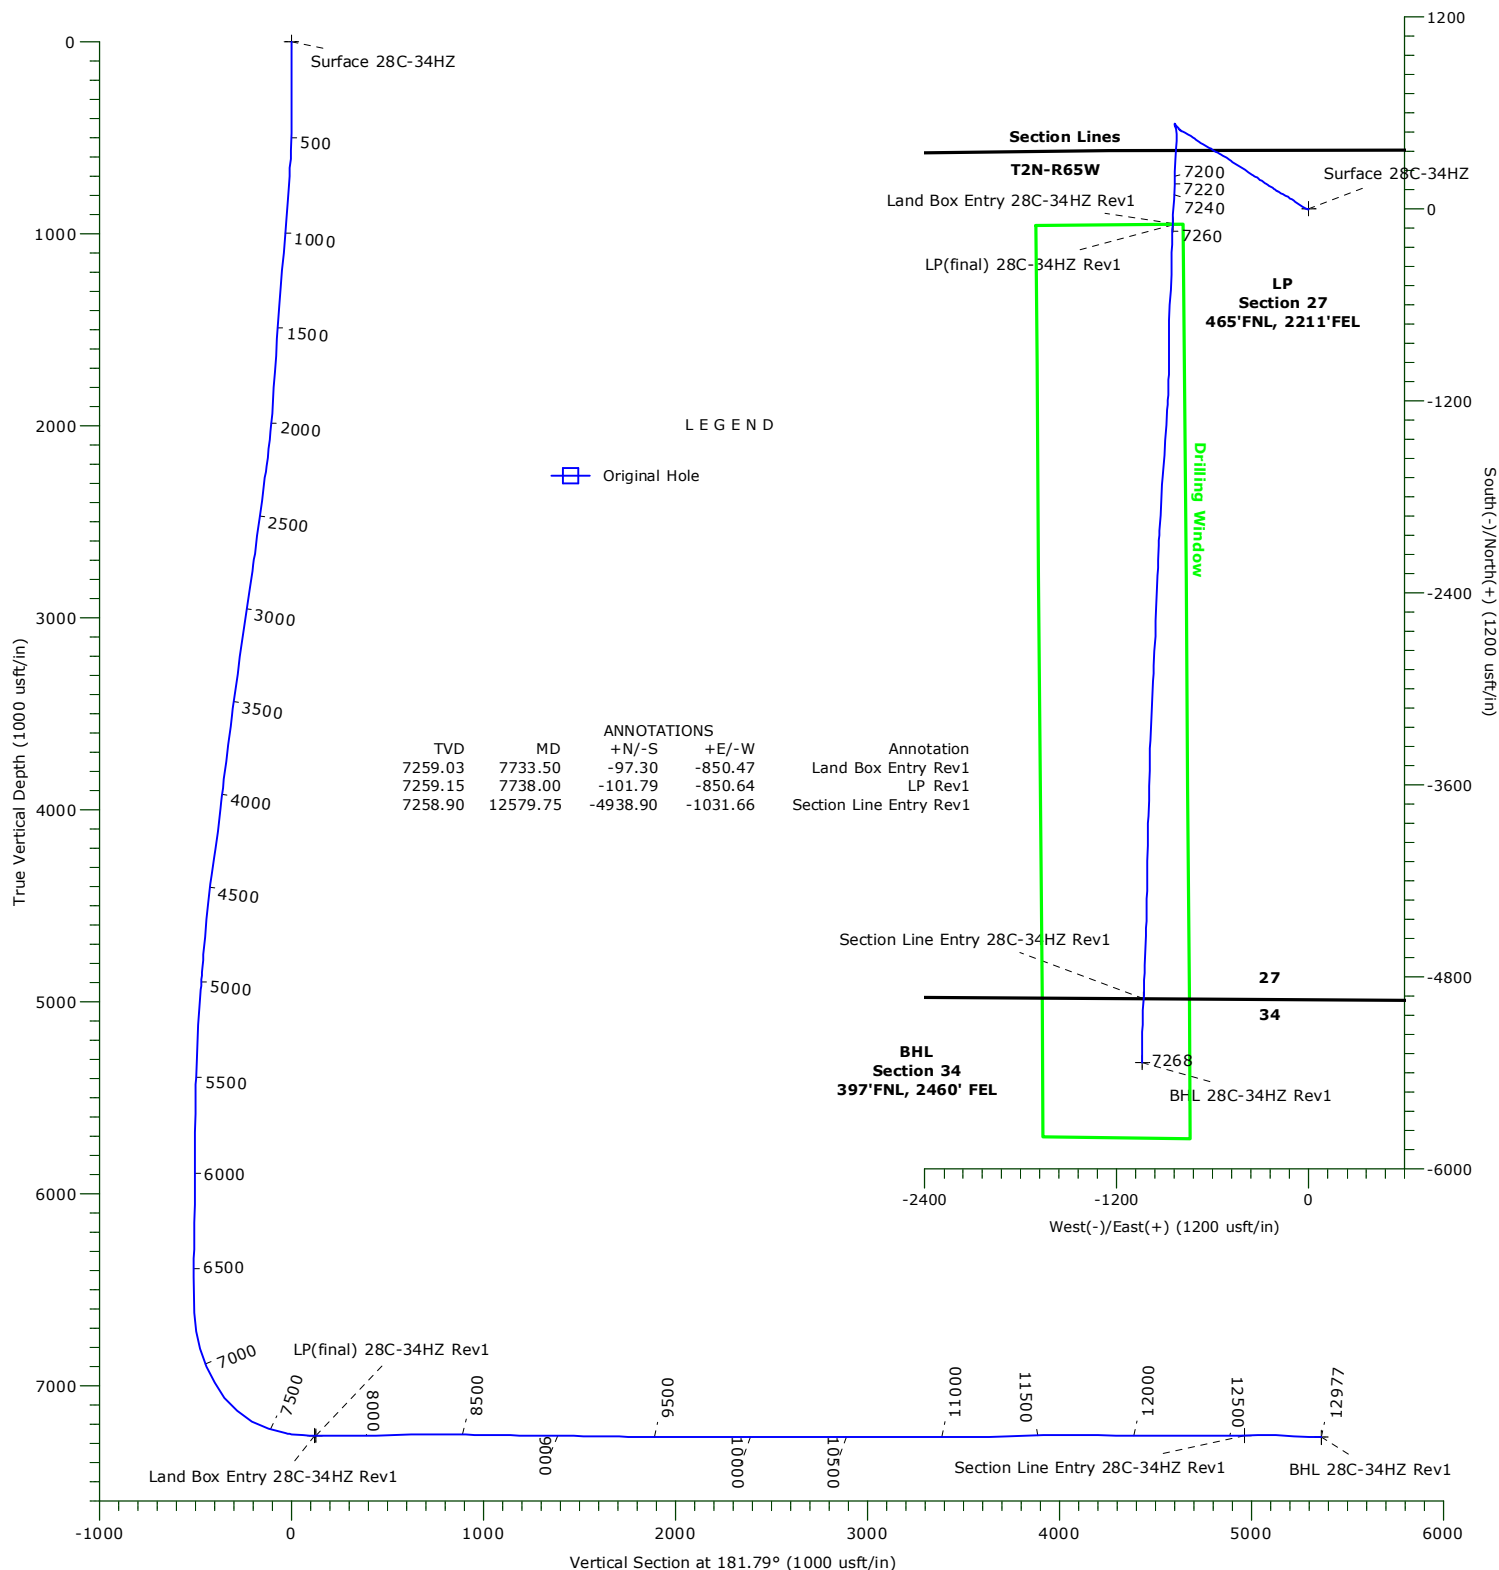 Surface 28C-34HZ
0
1000
2000
3000
4000
5000
6000
7000
True Vertical Depth (1000 usft/in)
500
1000
1500
2000
2500
3000
3500
4000
4500
5000
5500
6000
6500
7000
7500
8000
8500
9000
9500
10000
10500
11000
11500
12000
12500
12977
LP(final) 28C-34HZ Rev1
Land Box Entry 28C-34HZ Rev1
Section Line Entry 28C-34HZ Rev1
BHL 28C-34HZ Rev1
-1000
0
1000
2000
3000
4000
5000
6000
Vertical Section at 181.79° (1000 usft/in)
L E G E N D
Original Hole
ANNOTATIONS
TVD MD +N/-S +E/-W Annotation
7259.03 7733.50 -97.30 -850.47 Land Box Entry Rev1
7259.15 7738.00 -101.79 -850.64 LP Rev1
7258.90 12579.75 -4938.90 -1031.66 Section Line Entry Rev1
Section Lines
T2N-R65W
7200
7220
7240
7260
Surface 28C-34HZ
Land Box Entry 28C-34HZ Rev1
LP(final) 28C-34HZ Rev1
LP
Section 27
465'FNL, 2211'FEL
Drilling Window
Section Line Entry 28C-34HZ Rev1
27
34
BHL
Section 34
397'FNL, 2460' FEL
7268
BHL 28C-34HZ Rev1
1200
0
-1200
-2400
-3600
-4800
-6000
South(-)/North(+) (1200 usft/in)
-2400
-1200
0
West(-)/East(+) (1200 usft/in)